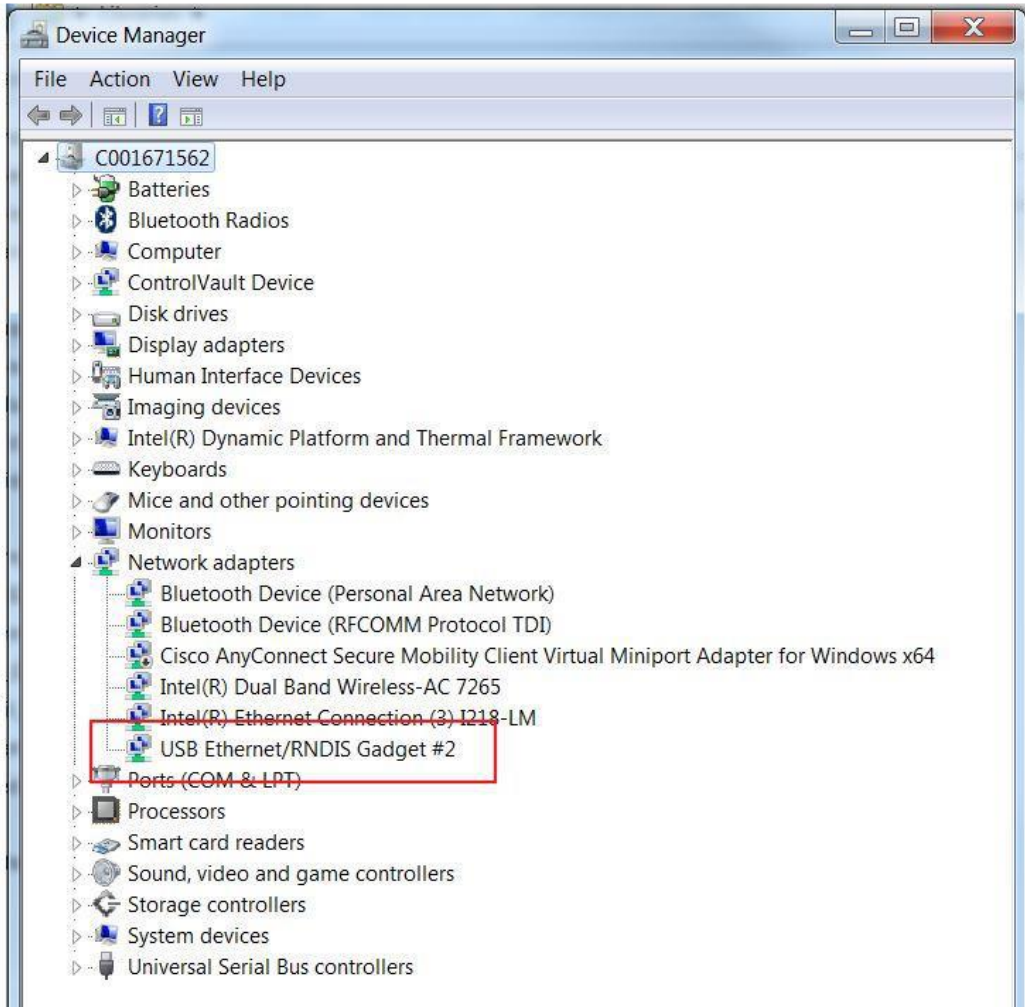 Device Manager
File Action View Help
C001671562
Batteries
Bluetooth Radios
Computer
ControlVault Device
Disk drives
Display adapters
Human Interface Devices
Imaging devices
Intel(R) Dynamic Platform and Thermal Framework
Keyboards
Mice and other pointing devices
Monitors
Network adapters
Bluetooth Device (Personal Area Network)
Bluetooth Device (RFCOMM Protocol TDI)
Cisco AnyConnect Secure Mobility Client Virtual Miniport Adapter for Windows x64
Intel(R) Dual Band Wireless-AC 7265
Intel(R) Ethernet Connection (3) I218-LM
USB Ethernet/RNDIS Gadget #2
Ports (COM & LPT)
Processors
Smart card readers
Sound, video and game controllers
Storage controllers
System devices
Universal Serial Bus controllers